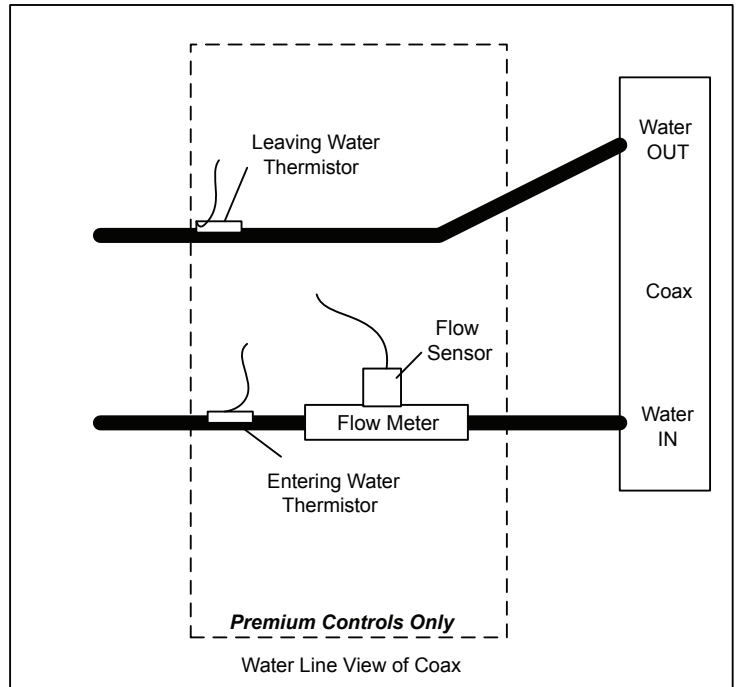 Leaving Water
Thermistor
Water
OUT
Coax
Flow
Sensor
Flow Meter
Water
IN
Entering Water
Thermistor
Premium Controls Only
Water Line View of Coax